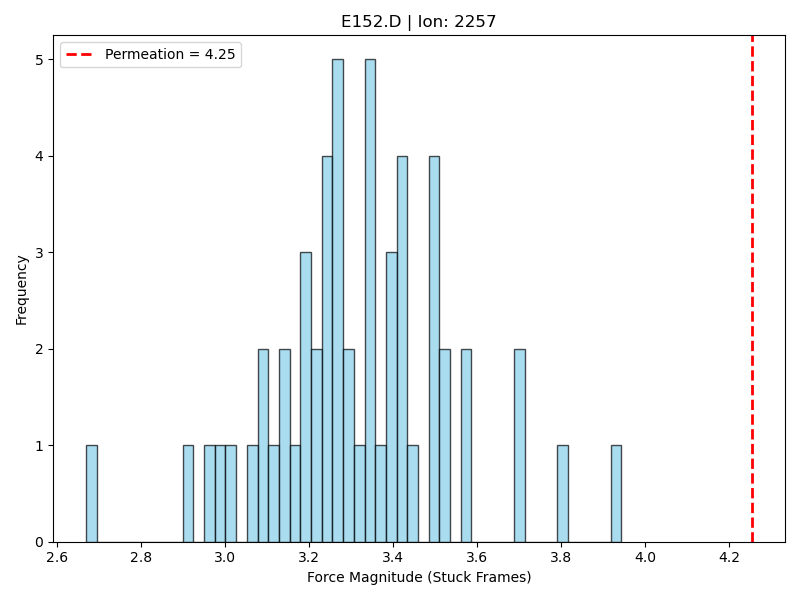 E152.D | Ion: 2257
Permeation = 4.25
Frequency
5
4
3
2
1
0
2.6 2.8 3.0 3.2 3.4 3.6 3.8 4.0 4.2
Force Magnitude (Stuck Frames)